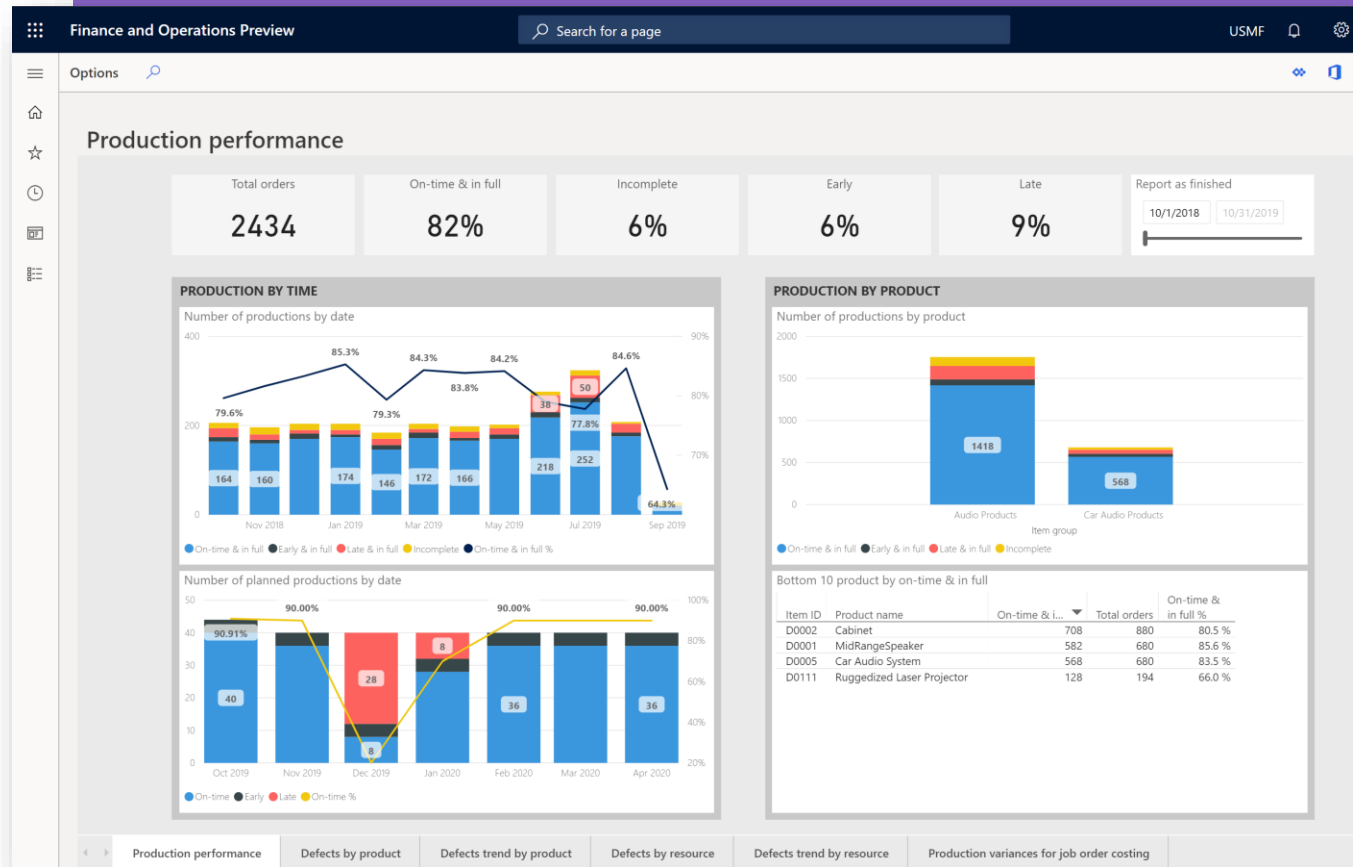 Finance and Operations Preview
Search for a page
USMF
Options
Production performance
Total orders
2434
On-time & in full
82%
Incomplete
6%
Early
6%
Late
9%
Report as finished
10/1/2018 10/31/2019
PRODUCTION BY TIME
Number of productions by date
400 90%
85.3% 84.3% 84.2% 84.6%
83.8%
50
80%
38
79.6% 79.3%
77.8%
200
70%
218 252
164 160 174 146 172 166
64.3%
0
Nov 2018 Jan 2019 Mar 2019 May 2019 Jul 2019 Sep 2019
On-time & in full Early & in full Late & in full Incomplete On-time & in full %
Number of planned productions by date
50 100%
90.00% 90.00% 90.00%
40 90.91% 80%
8
30
28
60%
20 40 36 36
40%
10
8
0 20%
Oct 2019 Nov 2019 Dec 2019 Jan 2020 Feb 2020 Mar 2020 Apr 2020
On-time Early Late On-time %
PRODUCTION BY PRODUCT
Number of productions by product
2000
1500
1000
1418
500
568
0
Audio Products Car Audio Products
Item group
On-time & in full Early & in full Late & in full Incomplete
Bottom 10 product by on-time & in full
Item ID Product name On-time & i... Total orders On-time & in full %
D0002 Cabinet 708 880 80.5 %
D0001 MidRangeSpeaker 582 680 85.6 %
D0005 Car Audio System 568 680 83.5 %
D0111 Ruggedized Laser Projector 128 194 66.0 %
Production performance Defects by product Defects trend by product Defects by resource Defects trend by resource Production variances for job order costing